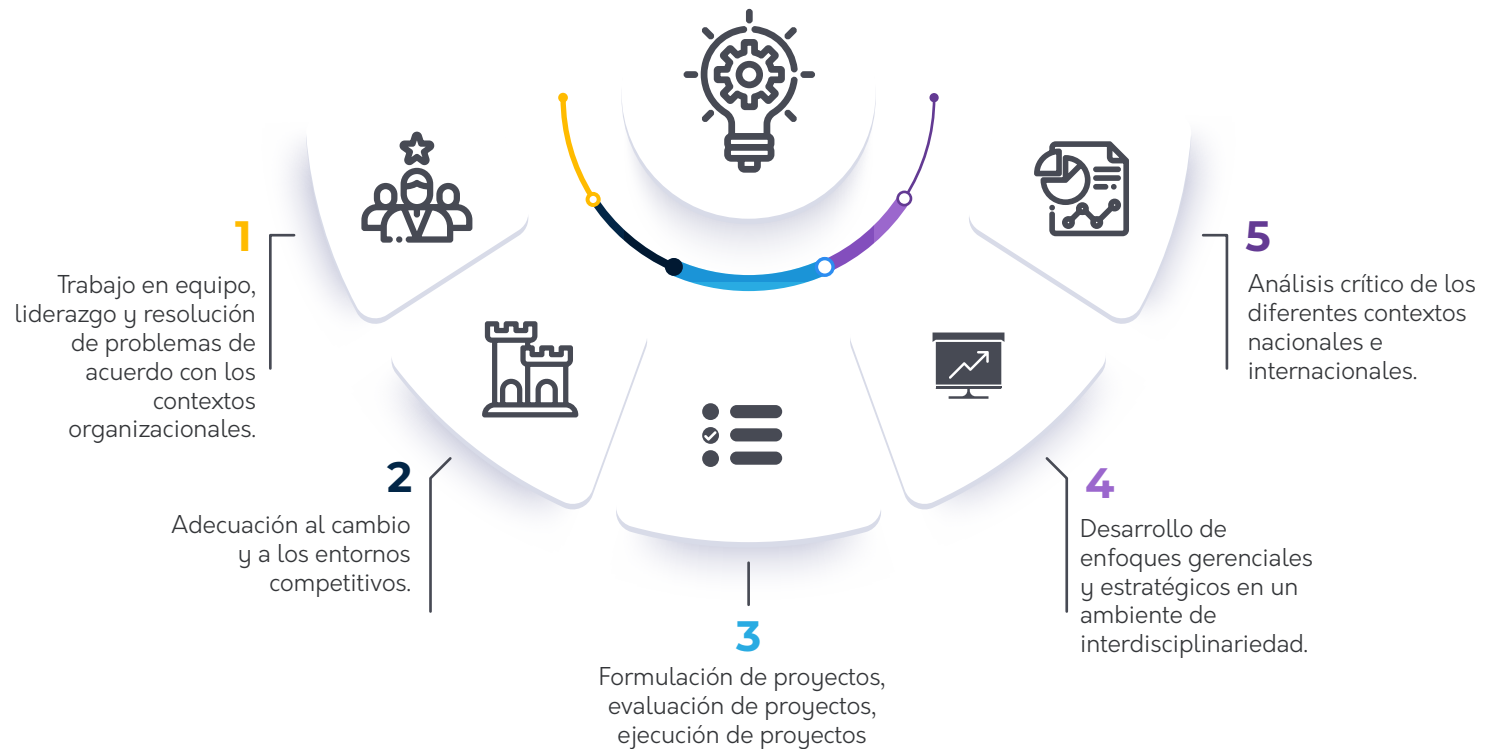 1
Trabajo en equipo,
liderazgo y resolución
de problemas de
acuerdo con los
contextos
organizacionales.
2
Adecuación al cambio
y a los entornos
competitivos.
3
Formulación de proyectos,
evaluación de proyectos,
ejecución de proyectos
4
Desarrollo de
enfoques gerenciales
y estratégicos en un
ambiente de
interdisciplinariedad.
5
Análisis crítico de los
diferentes contextos
nacionales e
internacionales.